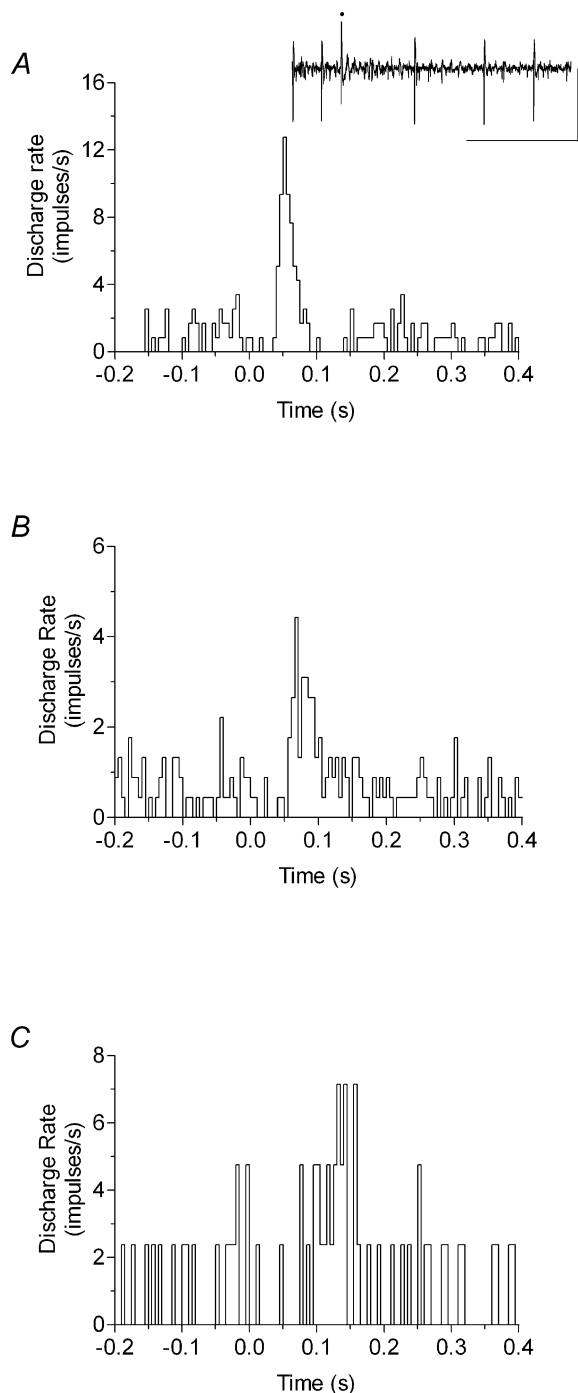 A
Discharge rate
(impulses/s)
16
12
8
4
0
-0.2 -0.1 0.0 0.1 0.2 0.3 0.4
Time (s)
B
Discharge Rate
(impulses/s)
6
4
2
0
-0.2 -0.1 0.0 0.1 0.2 0.3 0.4
Time (s)
C
Discharge Rate
(impulses/s)
8
6
4
2
0
-0.2 -0.1 0.0 0.1 0.2 0.3 0.4
Time (s)